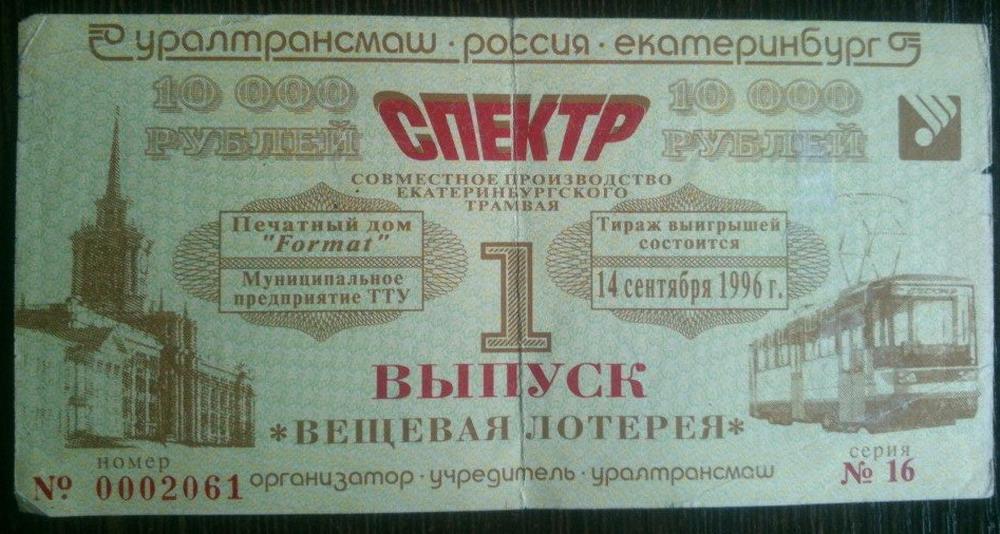 уралтрансмаш · россия · екатеринбург
10 000 РУБЛЕЙ
СПЕКТР
10 000 РУБЛЕЙ
СОВМЕСТНОЕ ПРОИЗВОДСТВО
ЕКАТЕРИНБУРГСКОГО
ТРАМВАЯ
Печатный дом
"Format"
Муниципальное
предприятие ТТУ
1
Тираж выигрышей
состоится
14 сентября 1996 г.
ВЫПУСК
*ВЕЩЕВАЯ ЛОТЕРЕЯ*
номер
№ 0002061
организатор · учредитель · уралтрансмаш
серия
№ 16